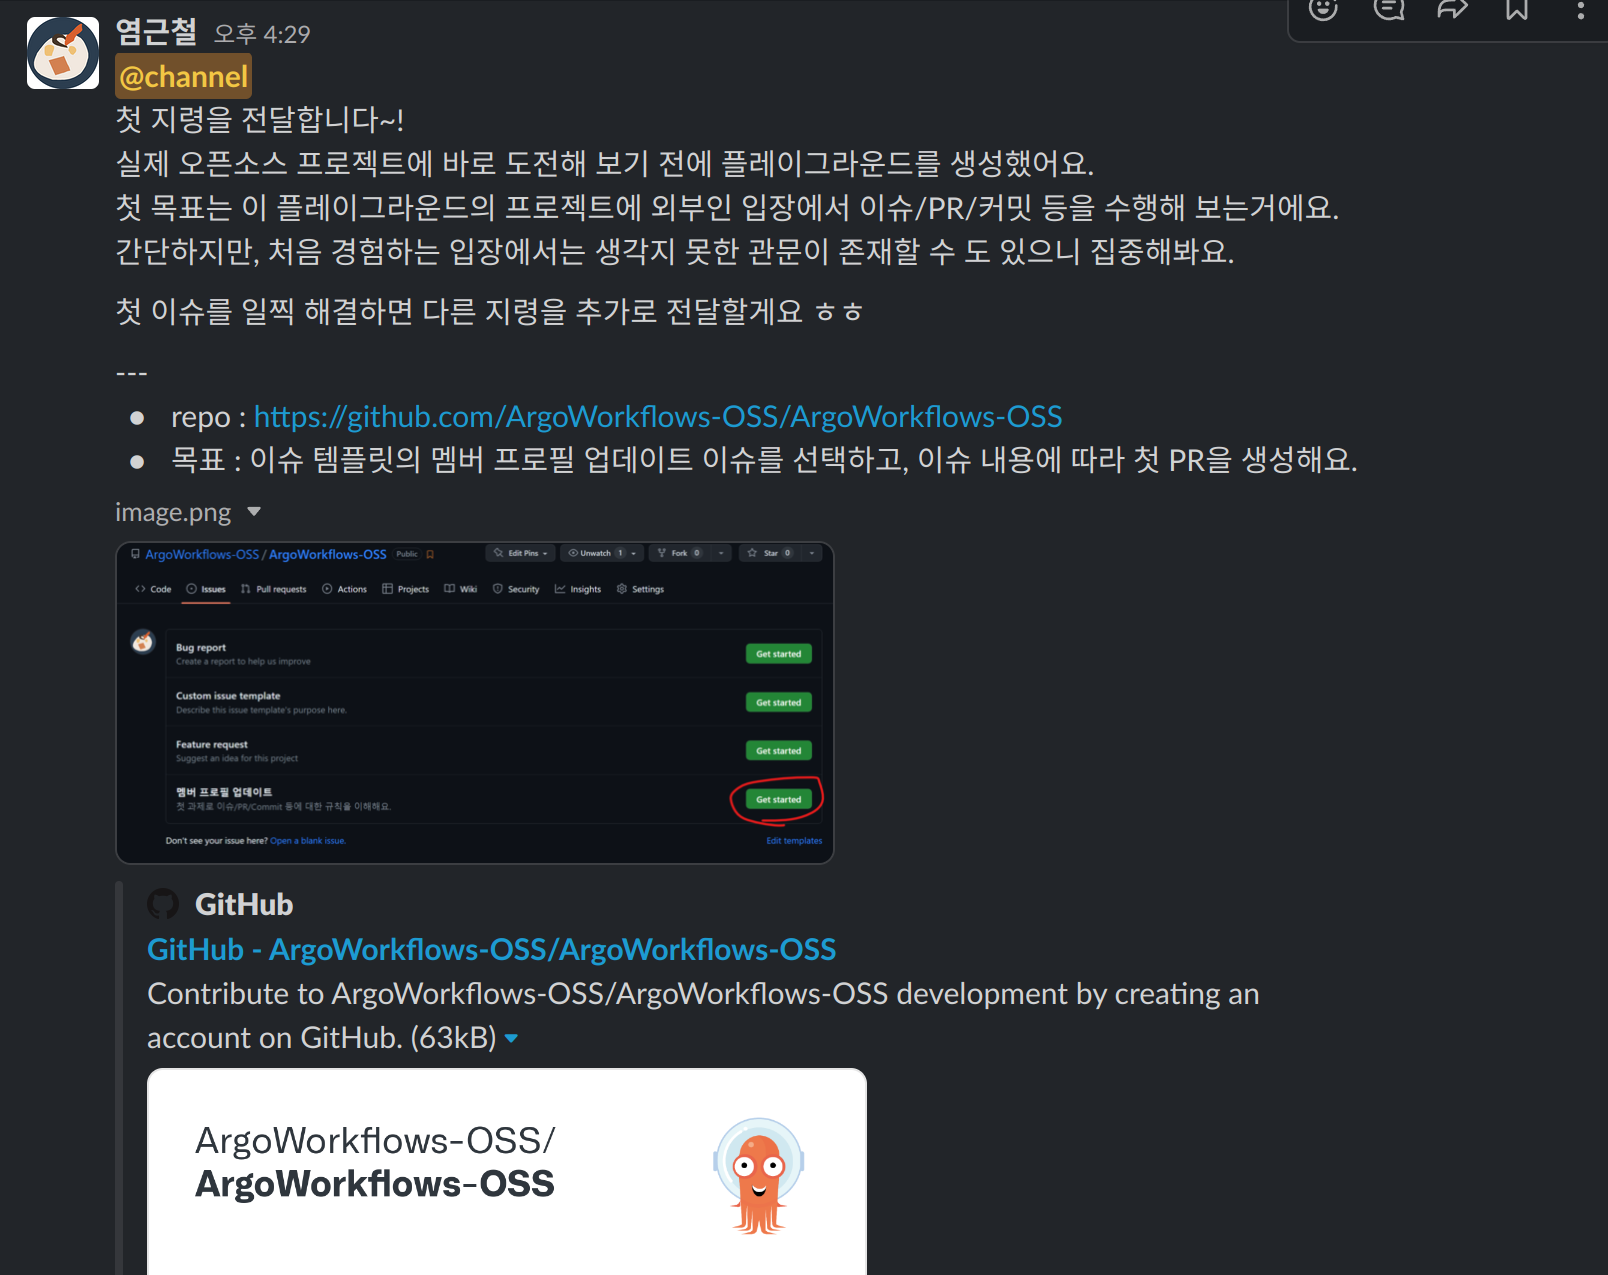 염근철 오후 4:29
@channel
첫 지령을 전달합니다~!
실제 오픈소스 프로젝트에 바로 도전해 보기 전에 플레이그라운드를 생성했어요.
첫 목표는 이 플레이그라운드의 프로젝트에 외부인 입장에서 이슈/PR/커밋 등을 수행해 보는거에요.
간단하지만, 처음 경험하는 입장에서는 생각지 못한 관문이 존재할 수 도 있으니 집중해봐요.
첫 이슈를 일찍 해결하면 다른 지령을 추가로 전달할게요 ㅎㅎ
---
● repo : https://github.com/ArgoWorkflows-OSS/ArgoWorkflows-OSS
● 목표 : 이슈 템플릿의 멤버 프로필 업데이트 이슈를 선택하고, 이슈 내용에 따라 첫 PR을 생성해요.
image.png
ArgoWorkflows-OSS / ArgoWorkflows-OSS Public Edit Pins Unwatch 1 Fork 0 Star 0
Code Issues Pull requests Actions Projects Wiki Security Insights Settings
Bug report
Create a report to help us improve
Get started
Custom issue template
Describe this issue template's purpose here.
Get started
Feature request
Suggest an idea for this project
Get started
멤버 프로필 업데이트
첫 과제로 이슈/PR/Commit 등에 대한 규칙을 이해해요.
Get started
Don't see your issue here? Open a blank issue. Edit templates
GitHub
GitHub - ArgoWorkflows-OSS/ArgoWorkflows-OSS
Contribute to ArgoWorkflows-OSS/ArgoWorkflows-OSS development by creating an
account on GitHub. (63kB)
ArgoWorkflows-OSS/
ArgoWorkflows-OSS